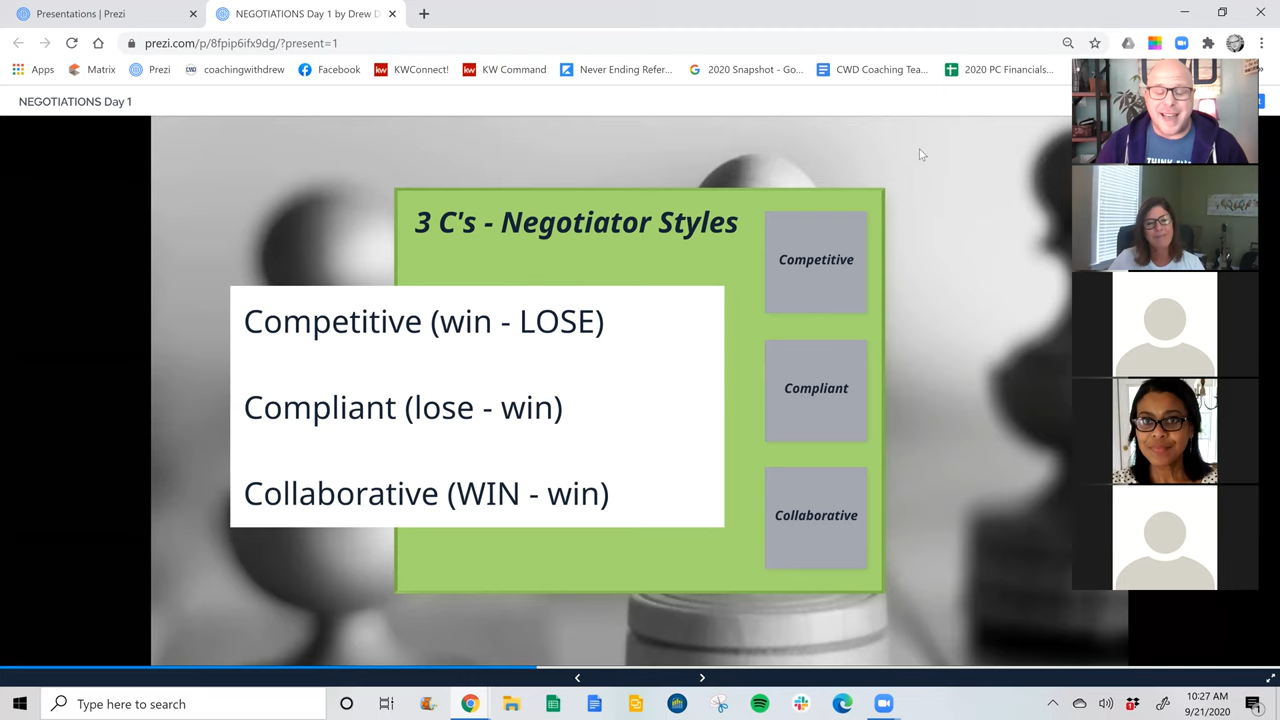 Presentations | Prezi
NEGOTIATIONS Day 1 by Drew D
prezi.com/p/8fpip6ifx9dg/?present=1
Apps
Matrix
Prezi
coachingwithdrew
Facebook
KWConnect!
KW Command
Never Ending Refer...
2020 Snapshot - Go...
CWD Coaching Tea...
2020 PC Financials...
NEGOTIATIONS Day 1
3 C's - Negotiator Styles
Competitive (win - LOSE)
Compliant (lose - win)
Collaborative (WIN - win)
Competitive
Compliant
Collaborative
THINK
Type here to search
10:27 AM
9/21/2020